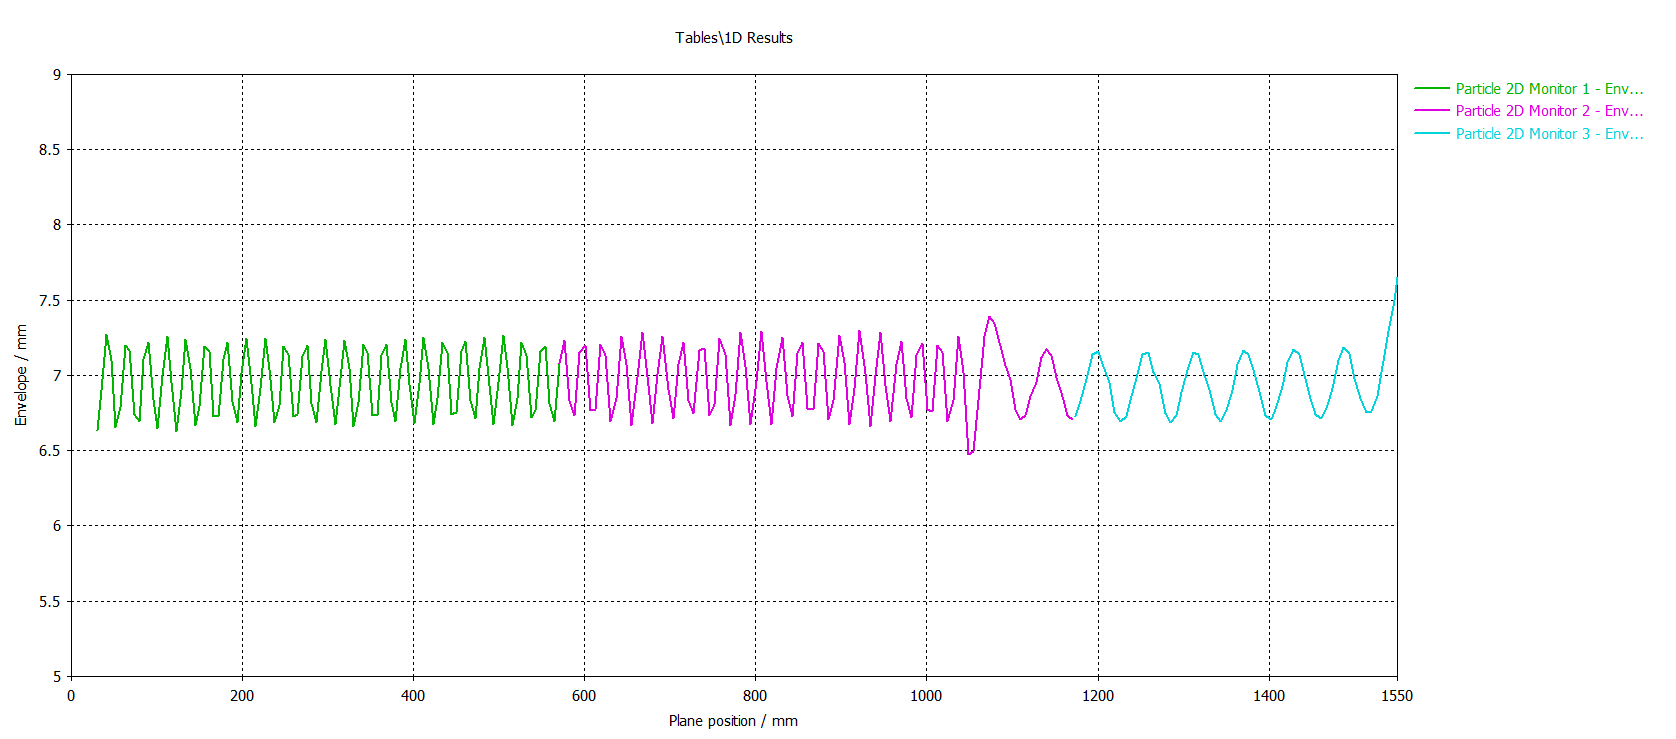 Tables\1D Results
Particle 2D Monitor 1 - Env...
Particle 2D Monitor 2 - Env...
Particle 2D Monitor 3 - Env...
Envelope / mm
9
8.5
8
7.5
7
6.5
6
5.5
5
0 200 400 600 800 1000 1200 1400 1550
Plane position / mm